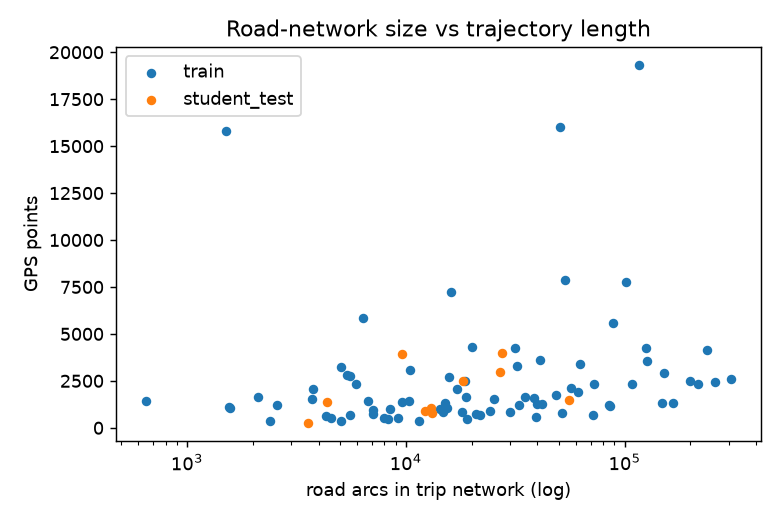 Road-network size vs trajectory length
train
student_test
GPS points
20000
17500
15000
12500
10000
7500
5000
2500
0
10³
10⁴
10⁵
road arcs in trip network (log)